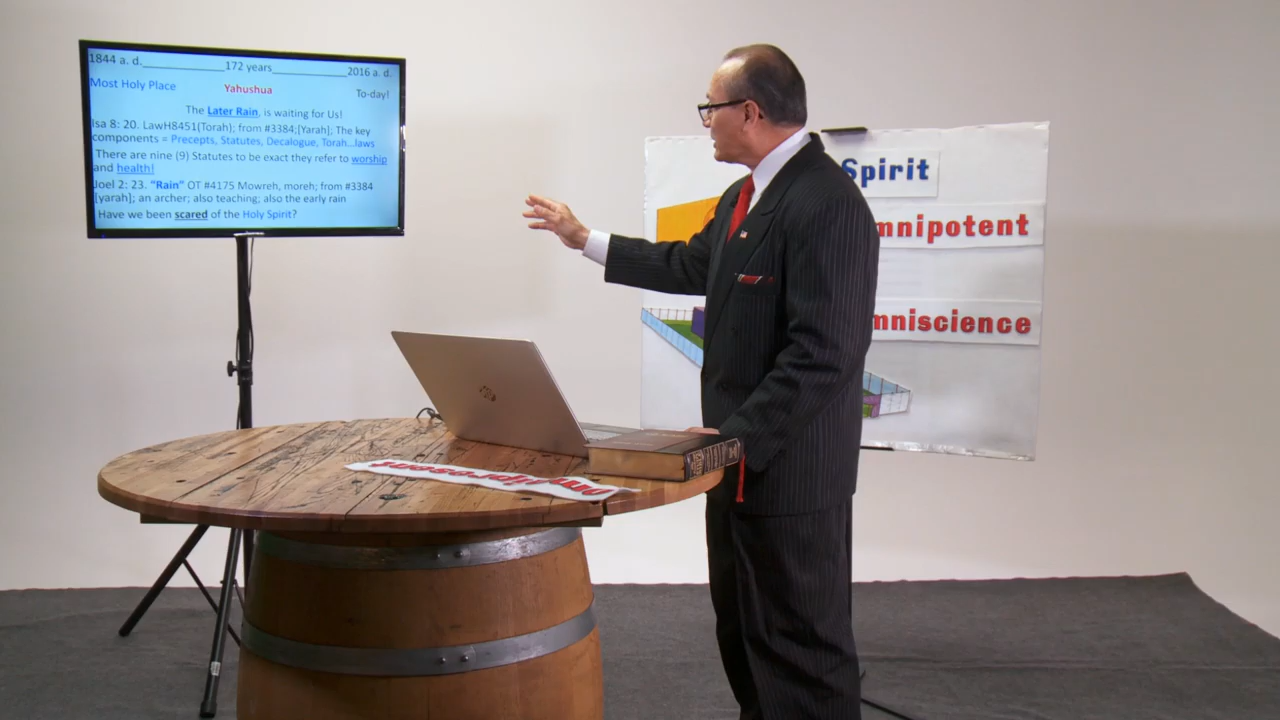 1844 a. d.____________172 years____________2016 a. d.
Most Holy Place Yahushua To-day!
The Later Rain, is waiting for Us!
Isa 8: 20. LawH8451(Torah); from #3384;[Yarah]; The key
components = Precepts, Statutes, Decalogue, Torah...laws
There are nine (9) Statutes to be exact they refer to worship
and health!
Joel 2: 23. "Rain" OT #4175 Mowreh, moreh; from #3384
[yarah]; an archer; also teaching; also the early rain
Have we been scared of the Holy Spirit?
Spirit
mnipotent
mniscience